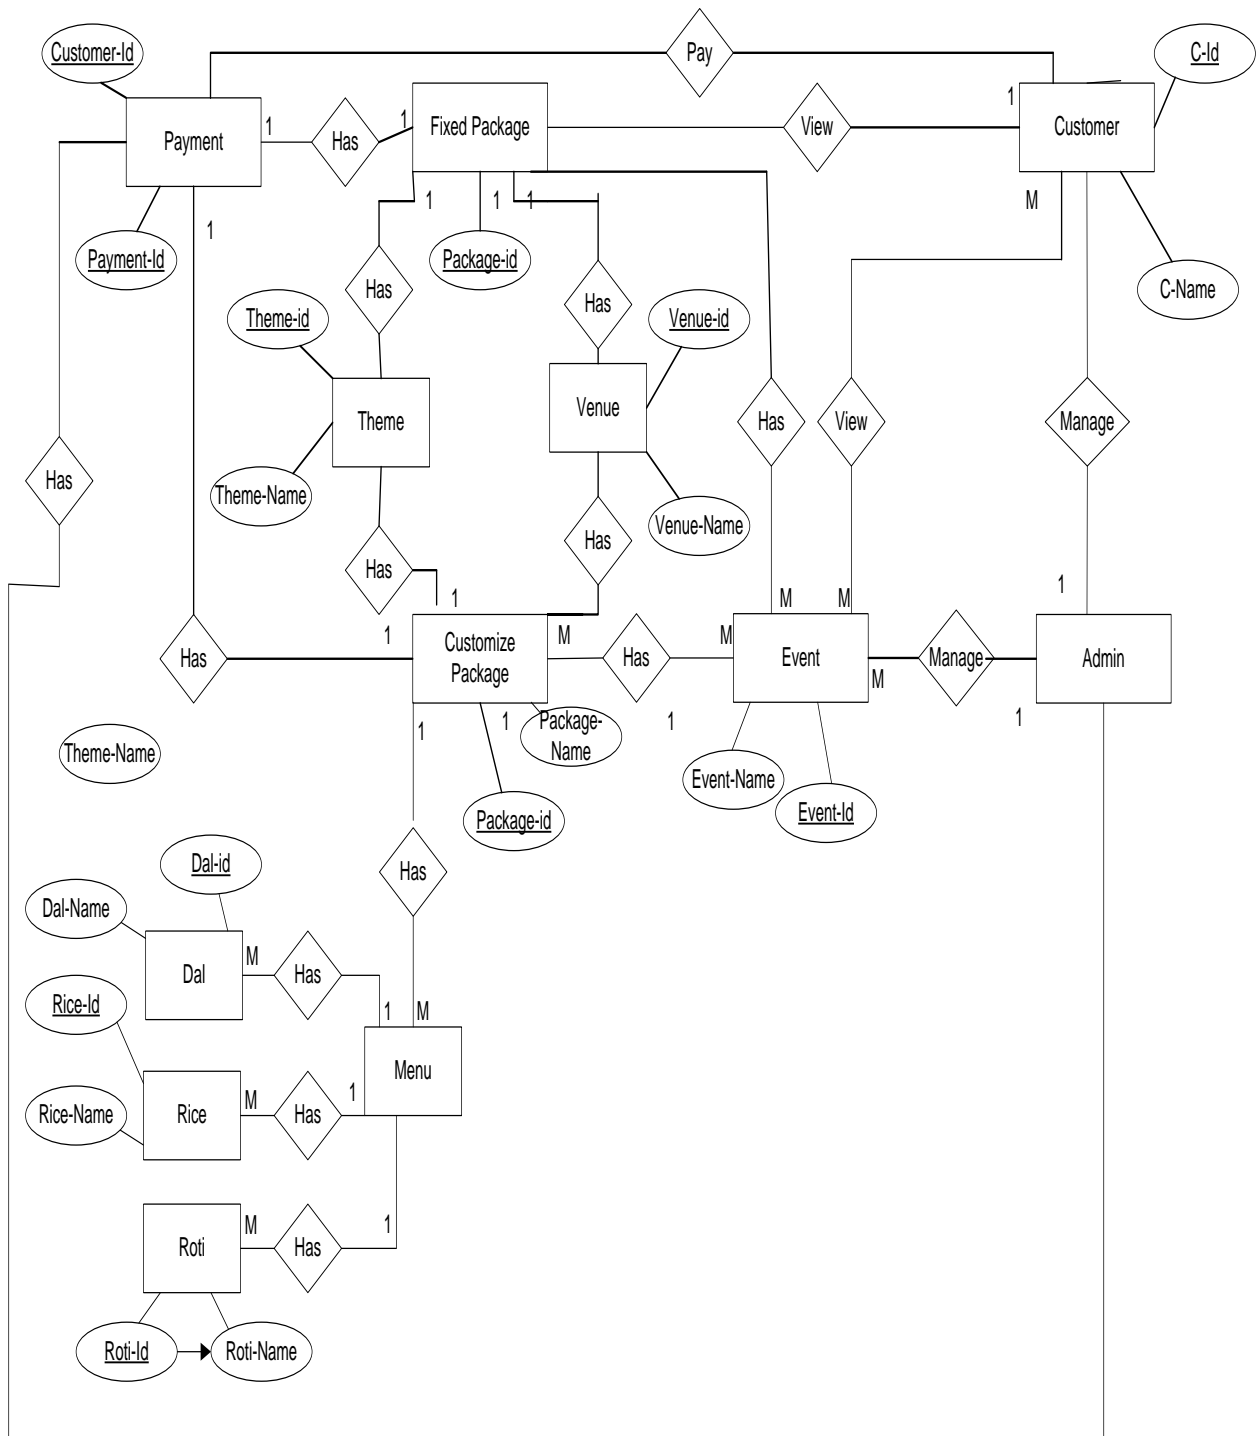 Customer-Id
Pay
C-Id
Payment
1
Has
1
Fixed Package
View
1
Customer
1
Payment-Id
1
1
1
M
Has
Package-id
Has
C-Name
Theme-id
Venue-id
Theme
Venue
Has
View
Manage
Has
Theme-Name
Venue-Name
Has
Has
1
1
M
M
1
Has
1
Customize
Package
M
Has
M
Event
M
Manage
Admin
1
1
1
Package-
Name
1
Theme-Name
Event-Name
Package-id
Event-Id
Dal-id
Has
Dal-Name
Dal
M
Has
1
M
Rice-Id
Menu
Rice-Name
Rice
M
Has
1
Roti
M
Has
1
Roti-Id
Roti-Name